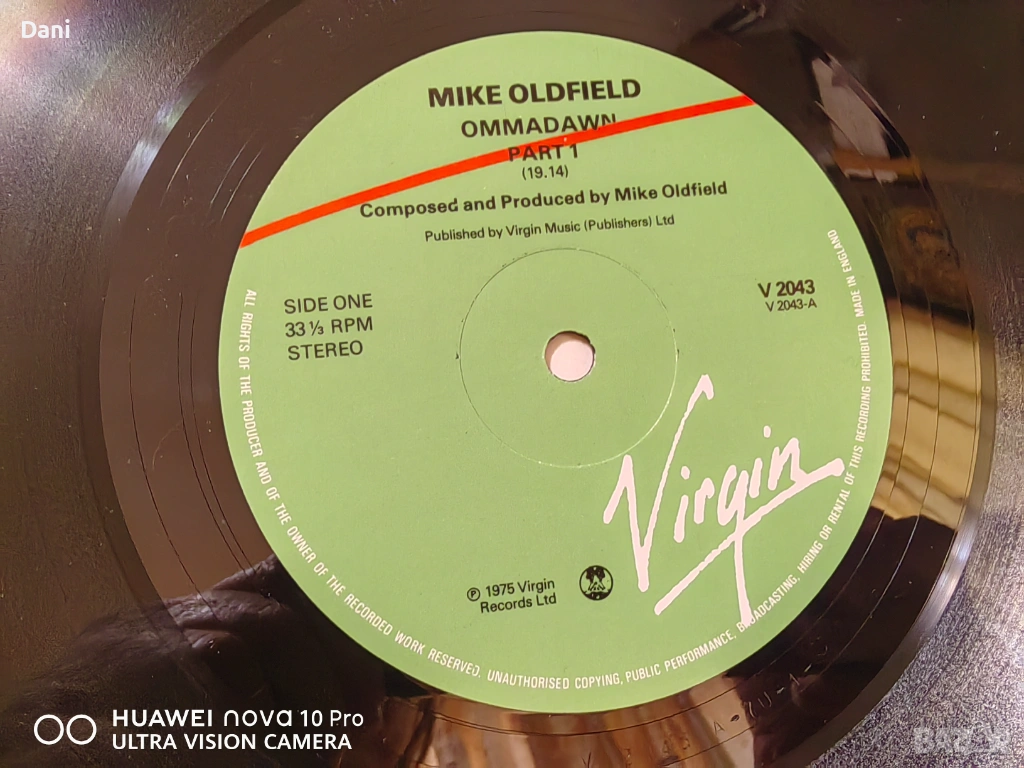 Dani
MIKE OLDFIELD
OMMADAWN
PART 1
(19.14)
Composed and Produced by Mike Oldfield
Published by Virgin Music (Publishers) Ltd
SIDE ONE
33 ⅓ RPM
STEREO
V 2043
V 2043-A
Virgin
℗ 1975 Virgin
Records Ltd
ALL RIGHTS OF THE PRODUCER AND OF THE OWNER OF THE RECORDED WORK RESERVED, UNAUTHORISED COPYING, PUBLIC PERFORMANCE, BROADCASTING, HIRING OR RENTAL OF THIS RECORDING PROHIBITED. MADE IN ENGLAND
HUAWEI nova 10 Pro
ULTRA VISION CAMERA